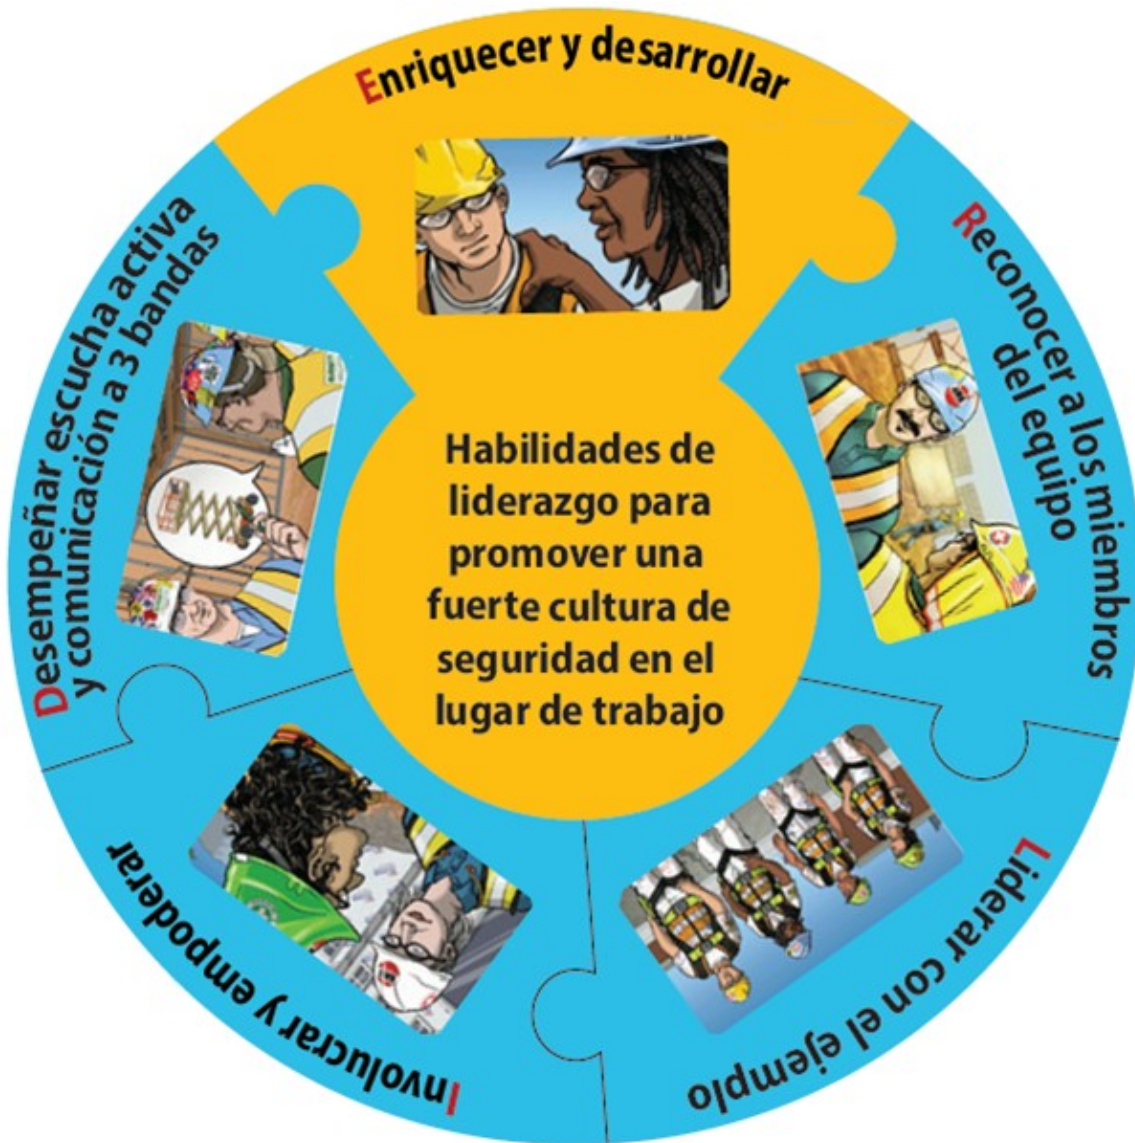 Enriquecer y desarrollar
Reconocer a los miembros
del equipo
Liderar con el ejemplo
Involucrar y empoderar
Desempeñar escucha activa
y comunicación a 3 bandas
Habilidades de
liderazgo para
promover una
fuerte cultura de
seguridad en el
lugar de trabajo